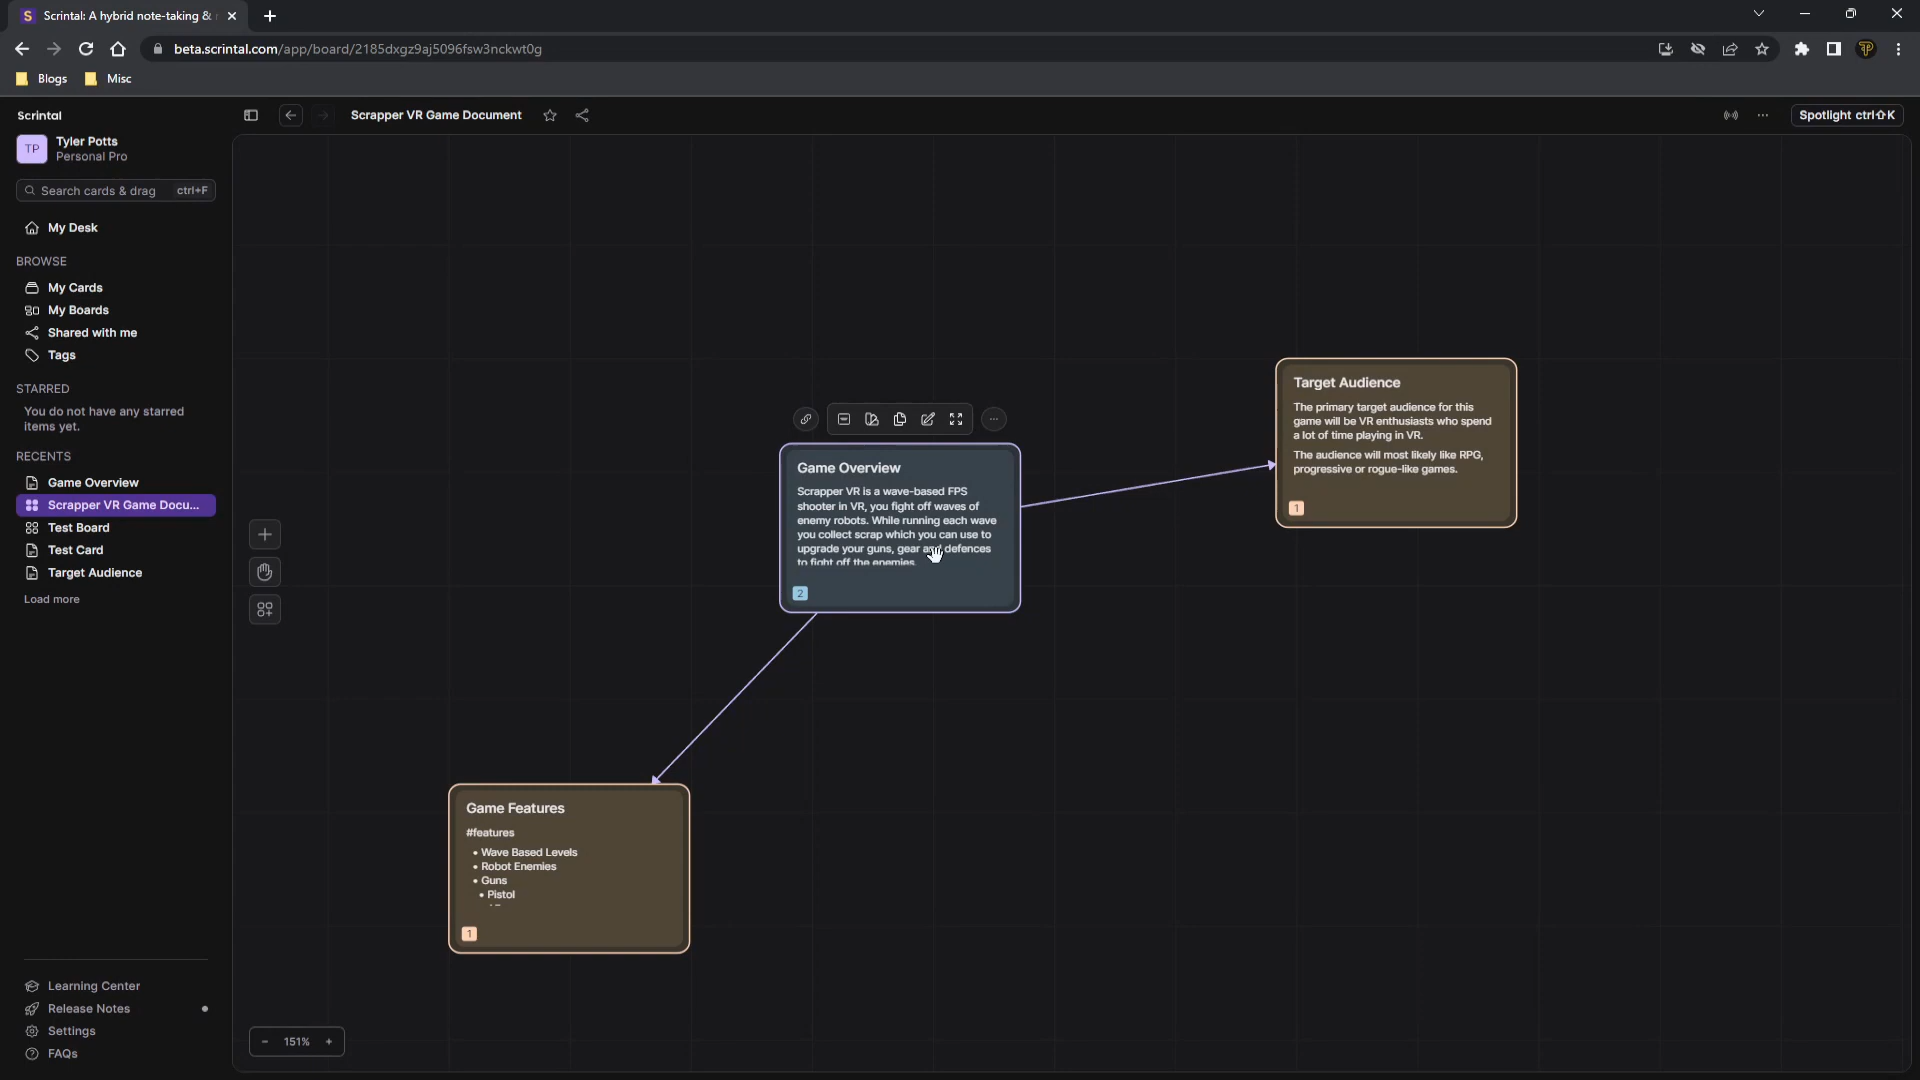 Scrintal: A hybrid note-taking &
beta.scrintal.com/app/board/2185dxgz9aj5096fsw3nckwt0g
Blogs
Misc
Scrintal
TP
Tyler Potts
Personal Pro
Search cards & drag ctrl+F
My Desk
BROWSE
My Cards
My Boards
Shared with me
Tags
STARRED
You do not have any starred
items yet.
RECENTS
Game Overview
Scrapper VR Game Docu...
Test Board
Test Card
Target Audience
Load more
Learning Center
Release Notes
Settings
FAQs
Scrapper VR Game Document
Spotlight ctrl⇧K
Game Overview
Scrapper VR is a wave-based FPS
shooter in VR, you fight off waves of
enemy robots. While running each wave
you collect scrap which you can use to
upgrade your guns, gear and defences
to fight off the enemies.
2
Target Audience
The primary target audience for this
game will be VR enthusiasts who spend
a lot of time playing in VR.
The audience will most likely like RPG,
progressive or rogue-like games.
1
Game Features
#features
• Wave Based Levels
• Robot Enemies
• Guns
• Pistol
1
- 151% +